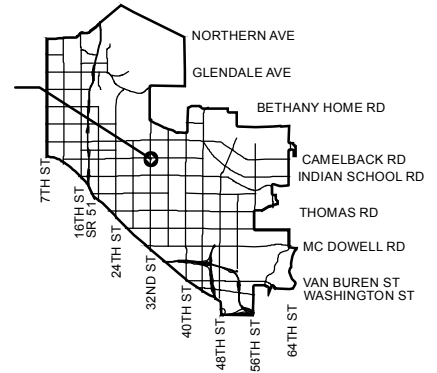 NORTHERN AVE
GLENDALE AVE
BETHANY HOME RD
CAMELBACK RD
INDIAN SCHOOL RD
THOMAS RD
MC DOWELL RD
VAN BUREN ST
WASHINGTON ST
7TH ST
16TH ST
SR 51
24TH ST
32ND ST
40TH ST
48TH ST
56TH ST
64TH ST